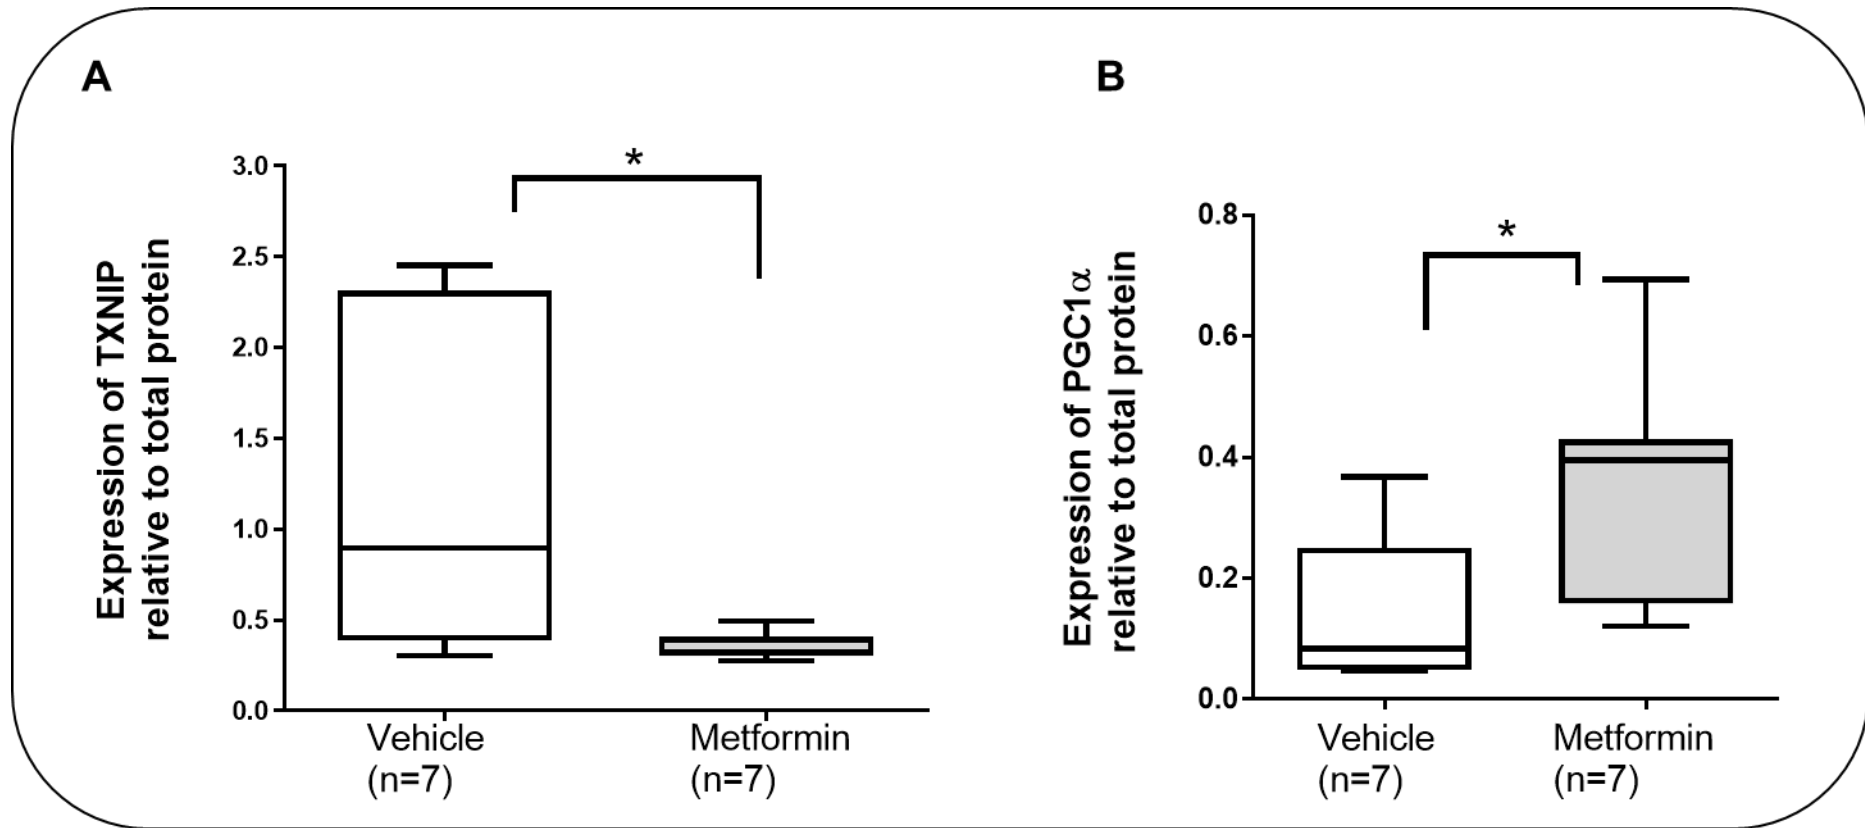 A
*
3.0
2.5
2.0
1.5
1.0
0.5
0.0
Expression of TXNIP
relative to total protein
Vehicle
(n=7)
Metformin
(n=7)
B
*
0.8
0.6
0.4
0.2
0.0
Expression of PGC1α
relative to total protein
Vehicle
(n=7)
Metformin
(n=7)